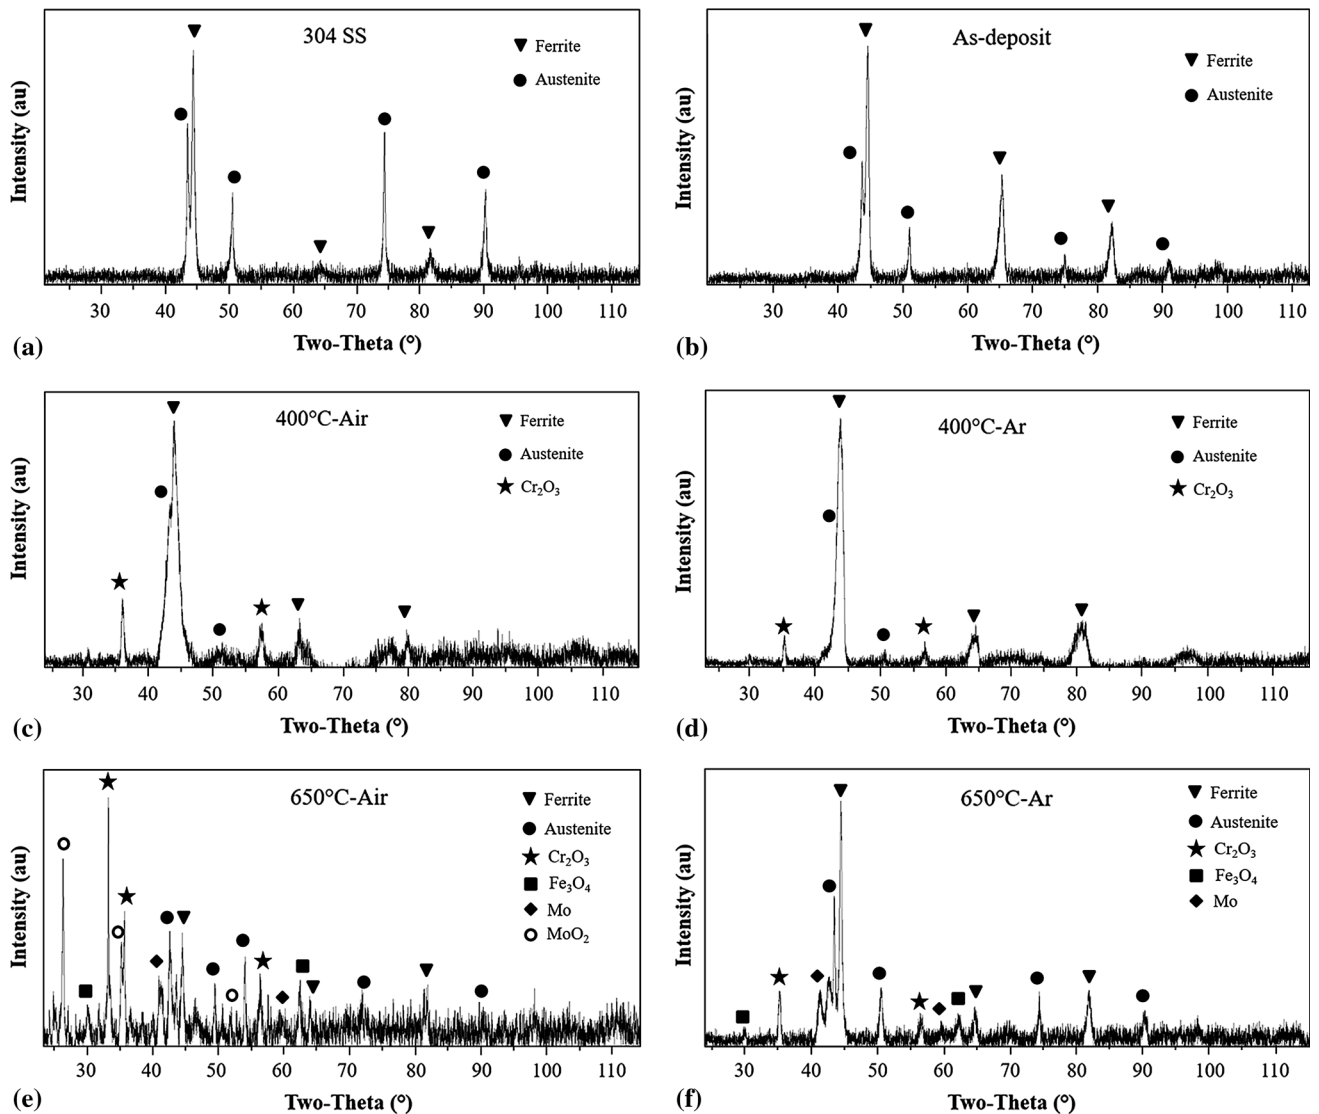 304 SS
Ferrite
Austenite
Intensity (au)
30 40 50 60 70 80 90 100 110
Two-Theta (°)
(a)
As-deposit
Ferrite
Austenite
Intensity (au)
30 40 50 60 70 80 90 100 110
Two-Theta (°)
(b)
400°C-Air
Ferrite
Austenite
Cr₂O₃
Intensity (au)
30 40 50 60 70 80 90 100 110
Two-Theta (°)
(c)
400°C-Ar
Ferrite
Austenite
Cr₂O₃
Intensity (au)
30 40 50 60 70 80 90 100 110
Two-Theta (°)
(d)
650°C-Air
Ferrite
Austenite
Cr₂O₃
Fe₃O₄
Mo
MoO₂
Intensity (au)
30 40 50 60 70 80 90 100 110
Two-Theta (°)
(e)
650°C-Ar
Ferrite
Austenite
Cr₂O₃
Fe₃O₄
Mo
Intensity (au)
30 40 50 60 70 80 90 100 110
Two-Theta (°)
(f)